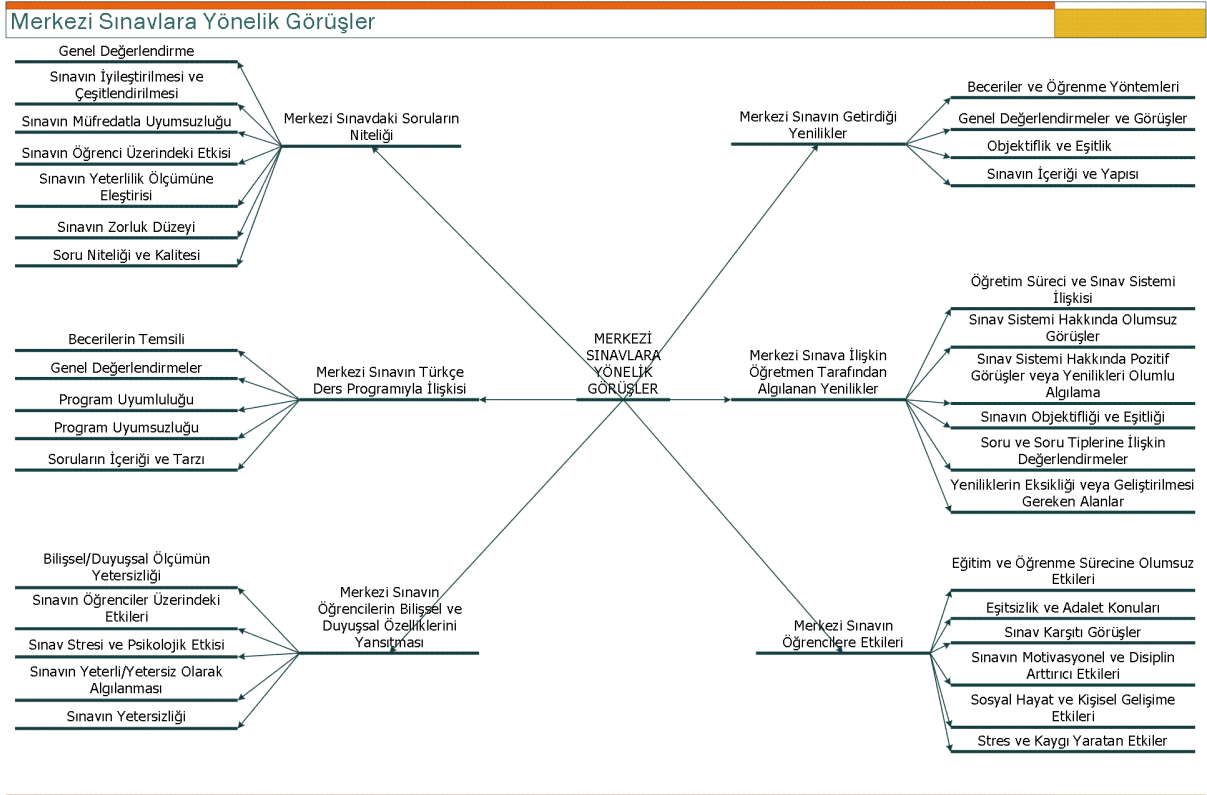 Merkezi Sınavlara Yönelik Görüşler
Genel Değerlendirme
Sınavın İyileştirilmesi ve
Çeşitlendirilmesi
Sınavın Müfredatla Uyumsuzluğu
Sınavın Öğrenci Üzerindeki Etkisi
Sınavın Yeterlilik Ölçümüne
Eleştirisi
Sınavın Zorluk Düzeyi
Soru Niteliği ve Kalitesi
Merkezi Sınavdaki Soruların
Niteliği
Merkezi Sınavın Getirdiği
Yenilikler
Beceriler ve Öğrenme Yöntemleri
Genel Değerlendirmeler ve Görüşler
Objektiflik ve Eşitlik
Sınavın İçeriği ve Yapısı
Becerilerin Temsili
Genel Değerlendirmeler
Program Uyumluluğu
Program Uyumsuzluğu
Soruların İçeriği ve Tarzı
Merkezi Sınavın Türkçe
Ders Programıyla İlişkisi
MERKEZİ
SINAVLARA
YÖNELİK
GÖRÜŞLER
Merkezi Sınava İlişkin
Öğretmen Tarafından
Algılanan Yenilikler
Öğretim Süreci ve Sınav Sistemi
İlişkisi
Sınav Sistemi Hakkında Olumsuz
Görüşler
Sınav Sistemi Hakkında Pozitif
Görüşler veya Yenilikleri Olumlu
Algılama
Sınavın Objektifliği ve Eşitliği
Soru ve Soru Tiplerine İlişkin
Değerlendirmeler
Yeniliklerin Eksikliği veya Geliştirilmesi
Gereken Alanlar
Bilişsel/Duyuşsal Ölçümün
Yetersizliği
Sınavın Öğrenciler Üzerindeki
Etkileri
Sınav Stresi ve Psikolojik Etkisi
Sınavın Yeterli/Yetersiz Olarak
Algılanması
Sınavın Yetersizliği
Merkezi Sınavın
Öğrencilerin Bilişsel ve
Duyuşsal Özelliklerini
Yansıtması
Merkezi Sınavın
Öğrencilere Etkileri
Eğitim ve Öğrenme Sürecine Olumsuz
Etkileri
Eşitsizlik ve Adalet Konuları
Sınav Karşıtı Görüşler
Sınavın Motivasyonel ve Disiplin
Arttırıcı Etkileri
Sosyal Hayat ve Kişisel Gelişime
Etkileri
Stres ve Kaygı Yaratan Etkiler